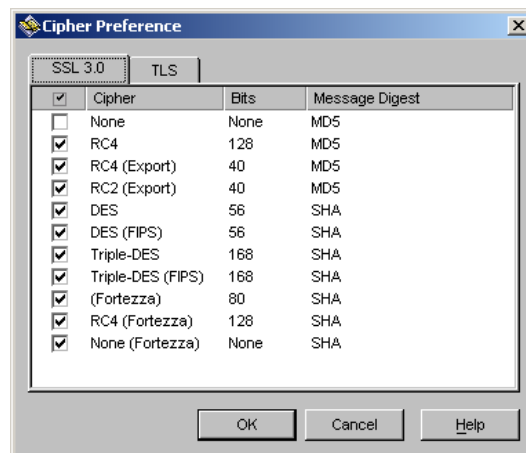 Cipher Preference
SSL 3.0 TLS
Cipher Bits Message Digest
None None MD5
RC4 128 MD5
RC4 (Export) 40 MD5
RC2 (Export) 40 MD5
DES 56 SHA
DES (FIPS) 56 SHA
Triple-DES 168 SHA
Triple-DES (FIPS) 168 SHA
(Fortezza) 80 SHA
RC4 (Fortezza) 128 SHA
None (Fortezza) None SHA
OK Cancel Help